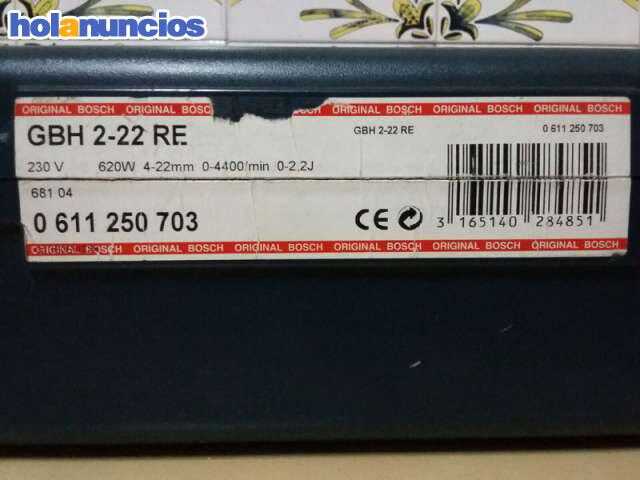 holanuncios
ORIGINAL BOSCH ORIGINAL BOSCH ORIGINAL BOSCH ORIGINAL BOSCH ORIGINAL BOSCH
GBH 2-22 RE GBH 2-22 RE 0 611 250 703
230 V 620W 4-22mm 0-4400/min 0-2,2J
681 04
0 611 250 703 CE 3 165140 284851
ORIGINAL BOSCH ORIGINAL BOSCH ORIGINAL BOSCH ORIGINAL BOSCH ORIGINAL BOSCH ORIGINAL BOSCH